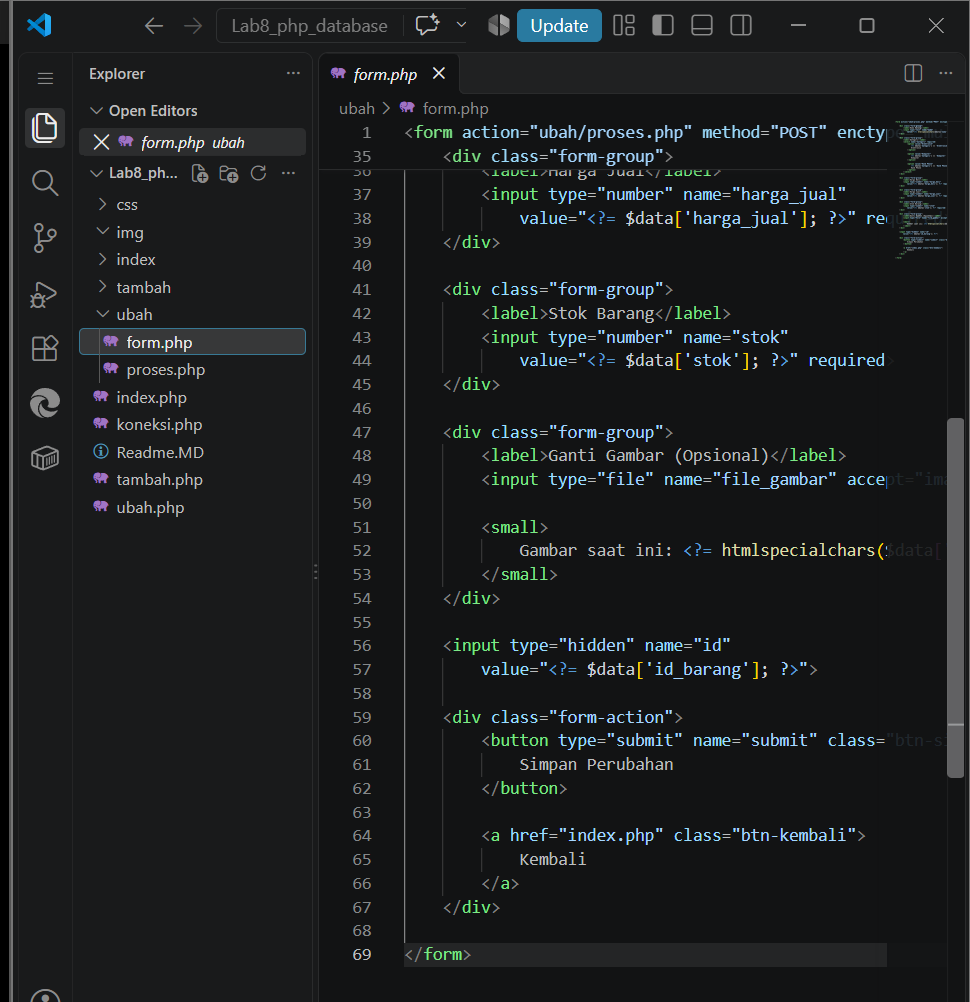 Lab8_php_database
Update
Explorer
form.php
Open Editors
form.php ubah
Lab8_ph...
css
img
index
tambah
ubah
form.php
proses.php
index.php
koneksi.php
Readme.MD
tambah.php
ubah.php
ubah > form.php
1 <form action="ubah/proses.php" method="POST" enctyp
35 <div class="form-group">
36 <label>Harga Jual</label>
37 <input type="number" name="harga_jual"
38 value="<?= $data['harga_jual']; ?>" req
39 </div>
40
41 <div class="form-group">
42 <label>Stok Barang</label>
43 <input type="number" name="stok"
44 value="<?= $data['stok']; ?>" required
45 </div>
46
47 <div class="form-group">
48 <label>Ganti Gambar (Opsional)</label>
49 <input type="file" name="file_gambar" accept="ima
50
51 <small>
52 Gambar saat ini: <?= htmlspecialchars($data[
53 </small>
54 </div>
55
56 <input type="hidden" name="id"
57 value="<?= $data['id_barang']; ?>">
58
59 <div class="form-action">
60 <button type="submit" name="submit" class="btn-si
61 Simpan Perubahan
62 </button>
63
64 <a href="index.php" class="btn-kembali">
65 Kembali
66 </a>
67 </div>
68
69 </form>